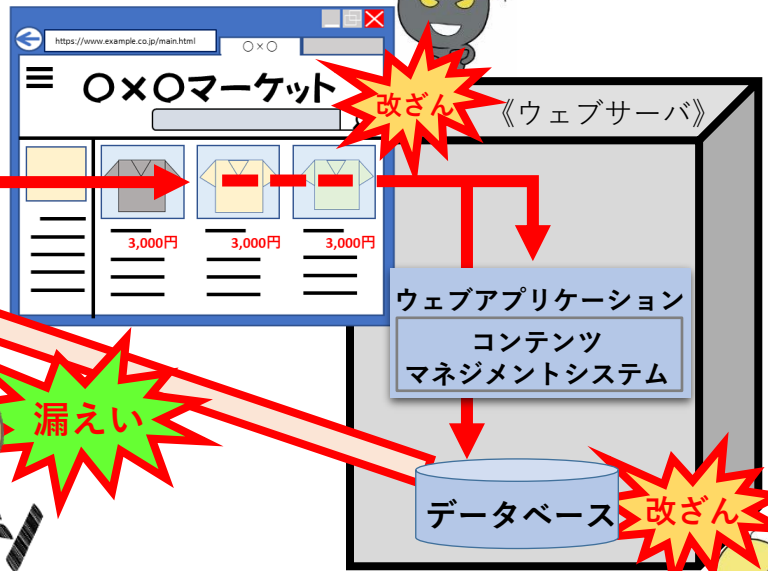 https://www.example.co.jp/main.html
○×○
○×○マーケット
改ざん
《ウェブサーバ》
3,000円
3,000円
3,000円
ウェブアプリケーション
コンテンツ
マネジメントシステム
漏えい
データベース
改ざん